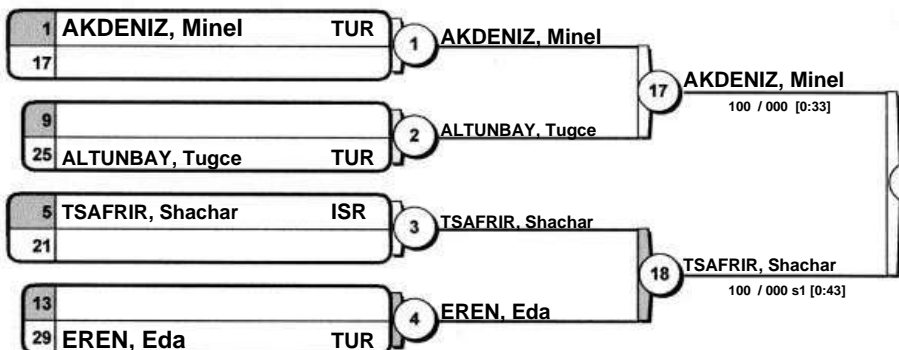 1 AKDENIZ, Minel TUR
17
1
AKDENIZ, Minel
9
25 ALTUNBAY, Tugce TUR
2
ALTUNBAY, Tugce
17
AKDENIZ, Minel
100 / 000 [0:33]
5 TSAFRIR, Shachar ISR
21
3
TSAFRIR, Shachar
13
29 EREN, Eda TUR
4
EREN, Eda
18
TSAFRIR, Shachar
100 / 000 s1 [0:43]